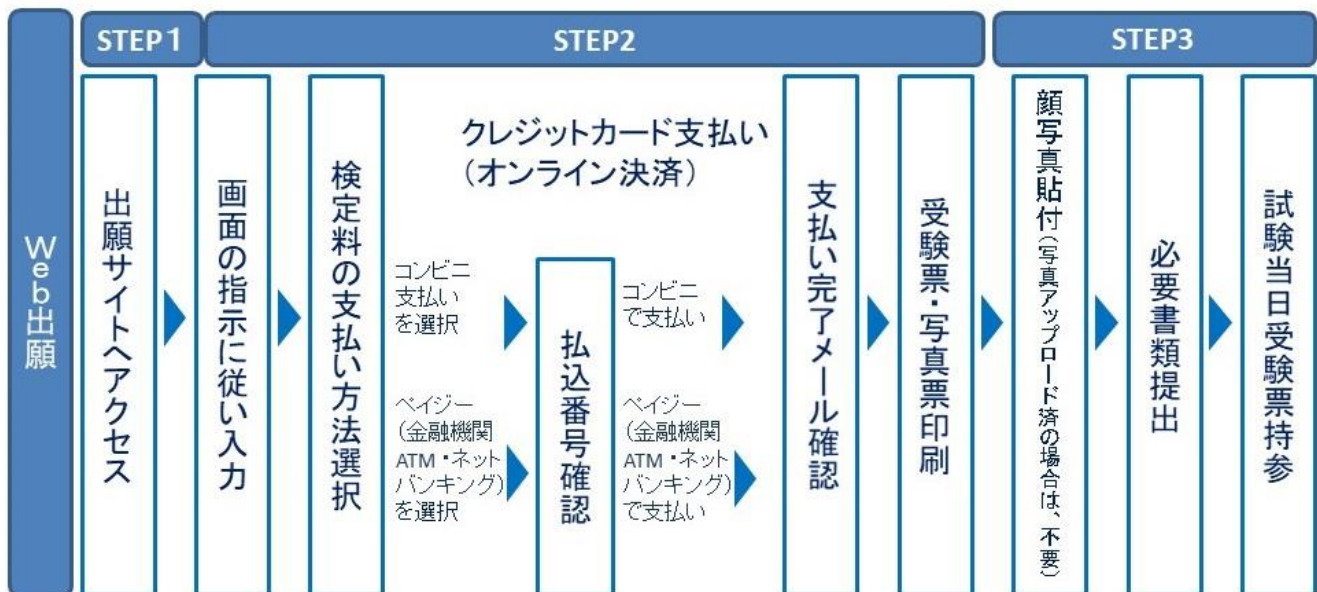 Web出願
STEP1
STEP2
STEP3
出願サイトへアクセス
画面の指示に従い入力
検定料の支払い方法選択
クレジットカード支払い
（オンライン決済）
コンビニ
支払い
を選択
ペイジー
（金融機関
ATM・ネット
バンキング）
を選択
払込番号確認
コンビニ
で支払い
ペイジー
（金融機関
ATM・ネット
バンキング）
で支払い
支払い完了メール確認
受験票・写真票印刷
顔写真貼付（写真アップロード済の場合は、不要）
必要書類提出
試験当日受験票持参